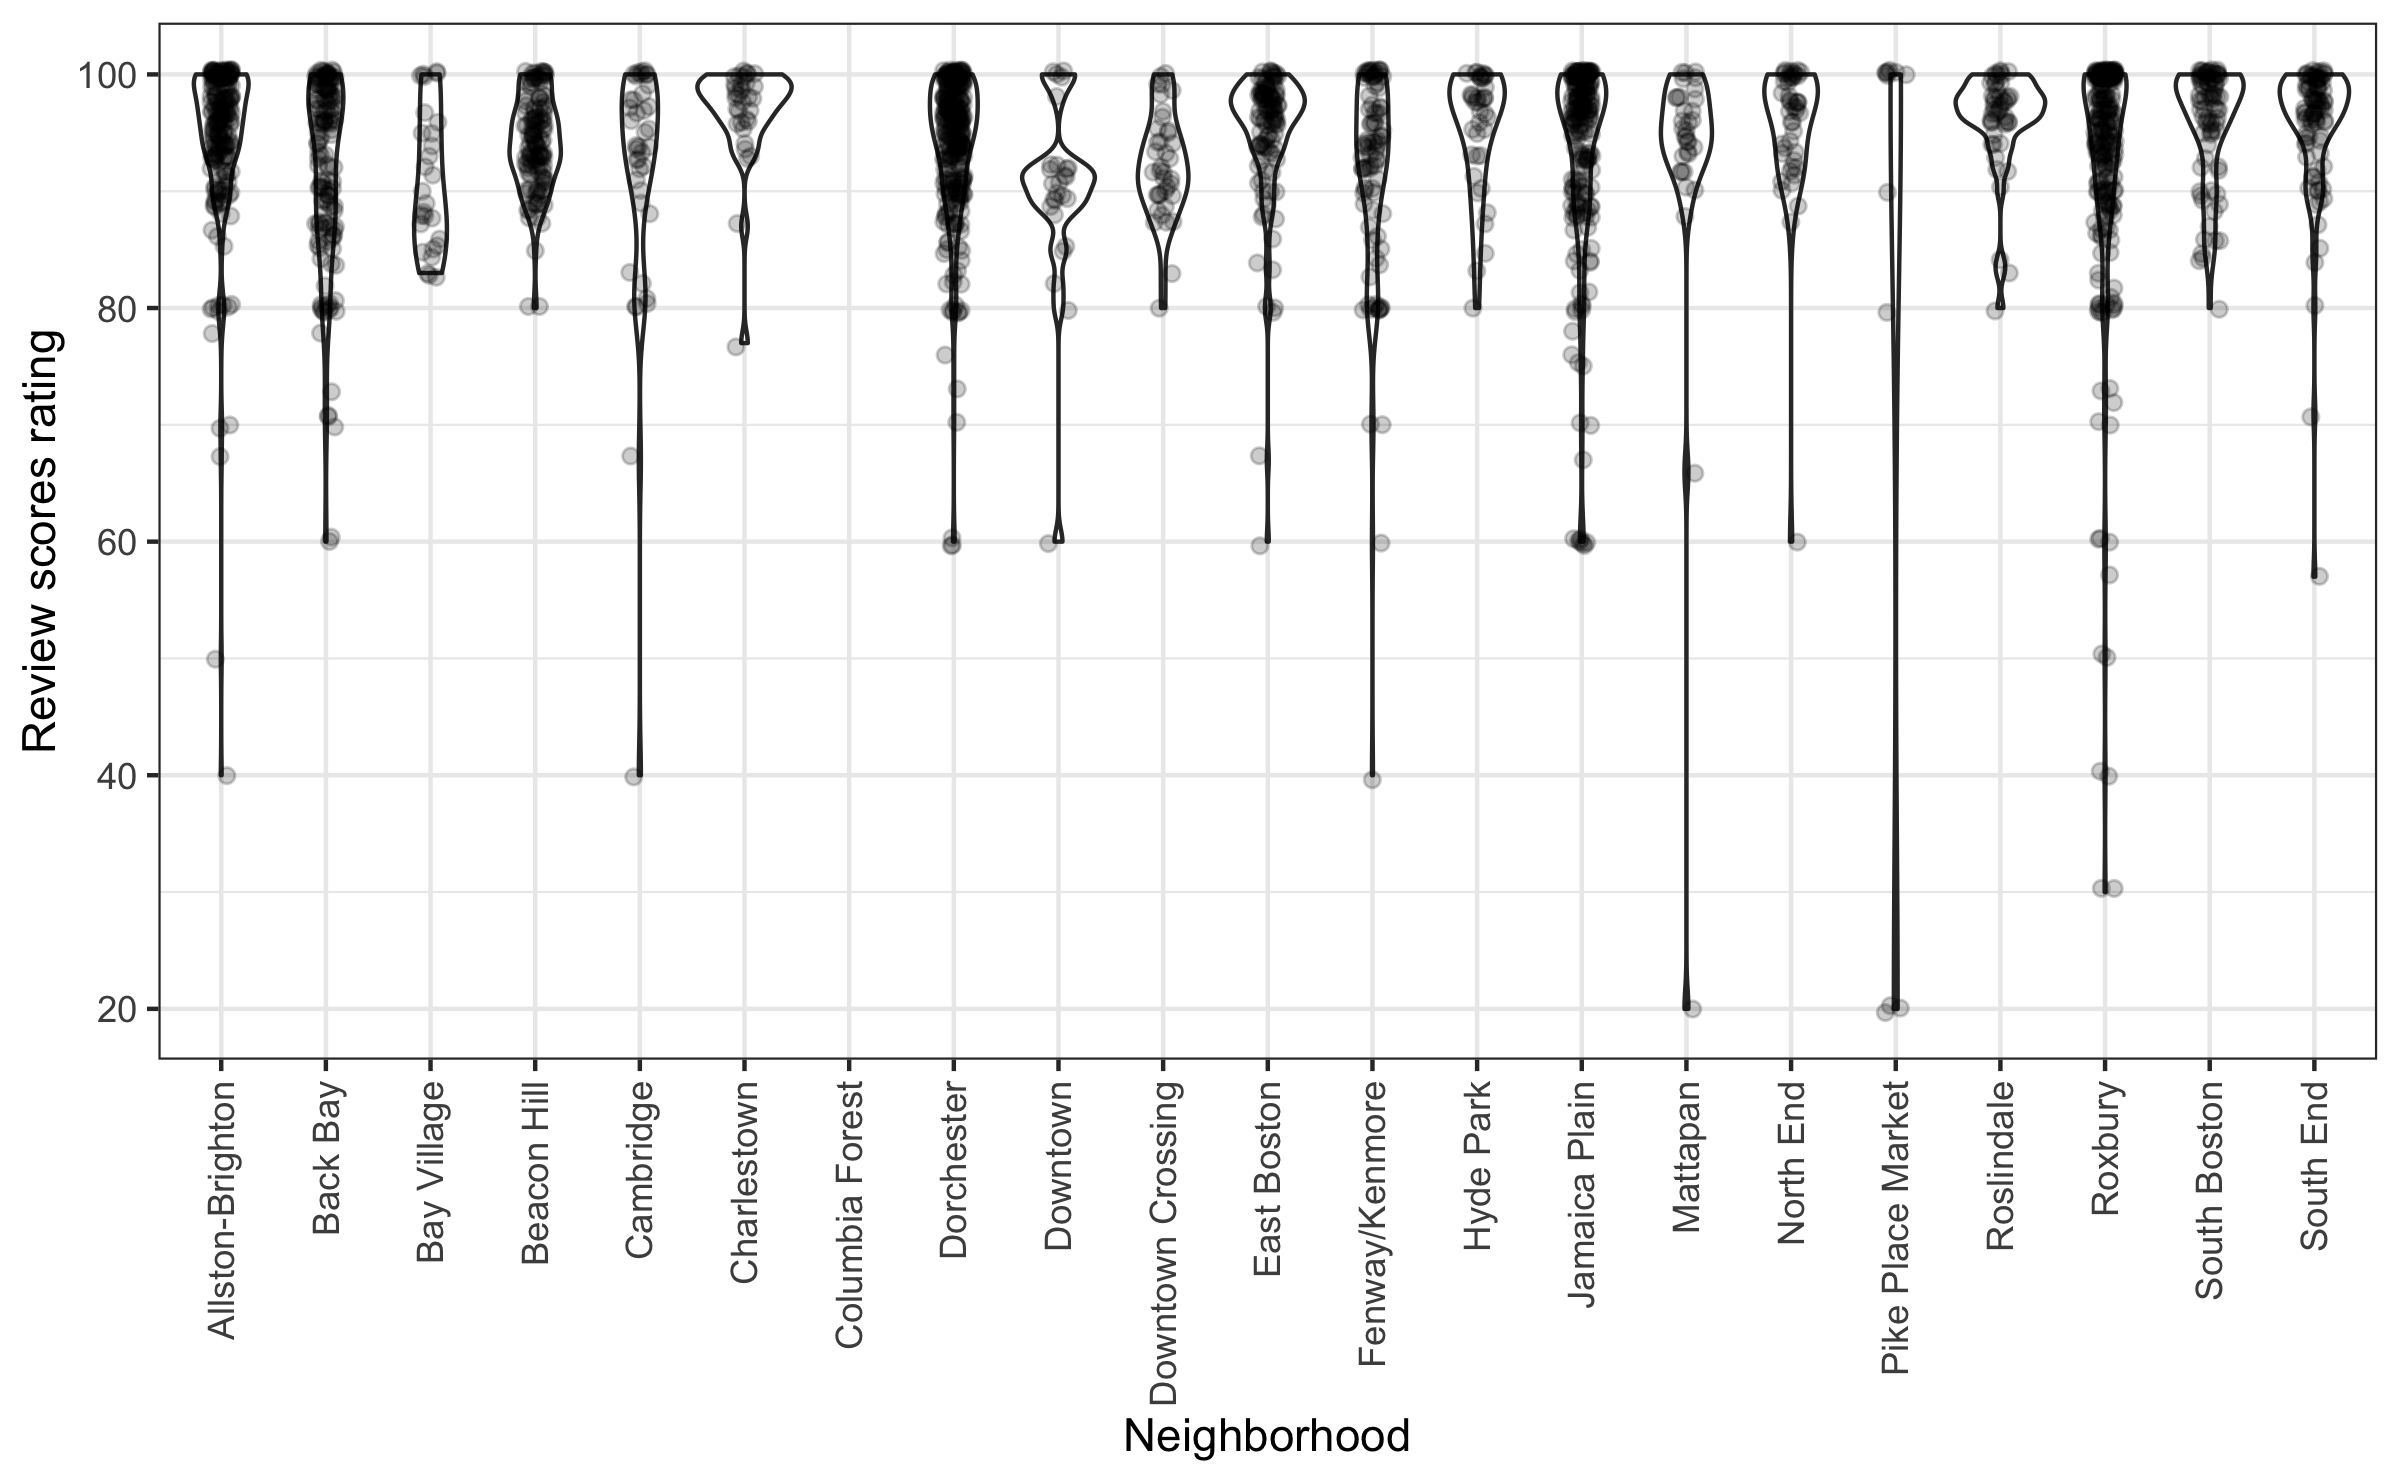 Review scores rating
100
80
60
40
20
Allston-Brighton
Back Bay
Bay Village
Beacon Hill
Cambridge
Charlestown
Columbia Forest
Dorchester
Downtown
Downtown Crossing
East Boston
Fenway/Kenmore
Hyde Park
Jamaica Plain
Mattapan
North End
Pike Place Market
Roslindale
Roxbury
South Boston
South End
Neighborhood